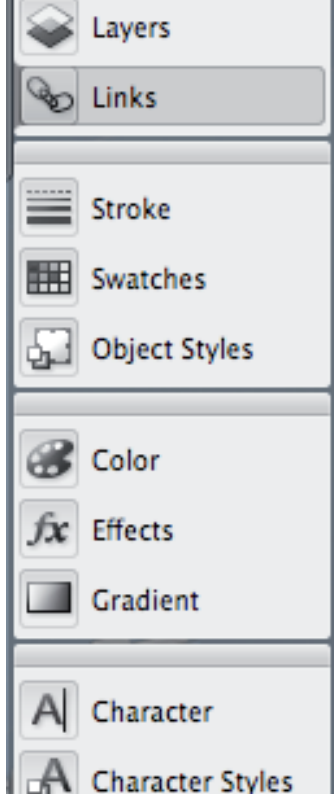 Layers
Links
Stroke
Swatches
Object Styles
Color
fx Effects
Gradient
A Character
A Character Styles